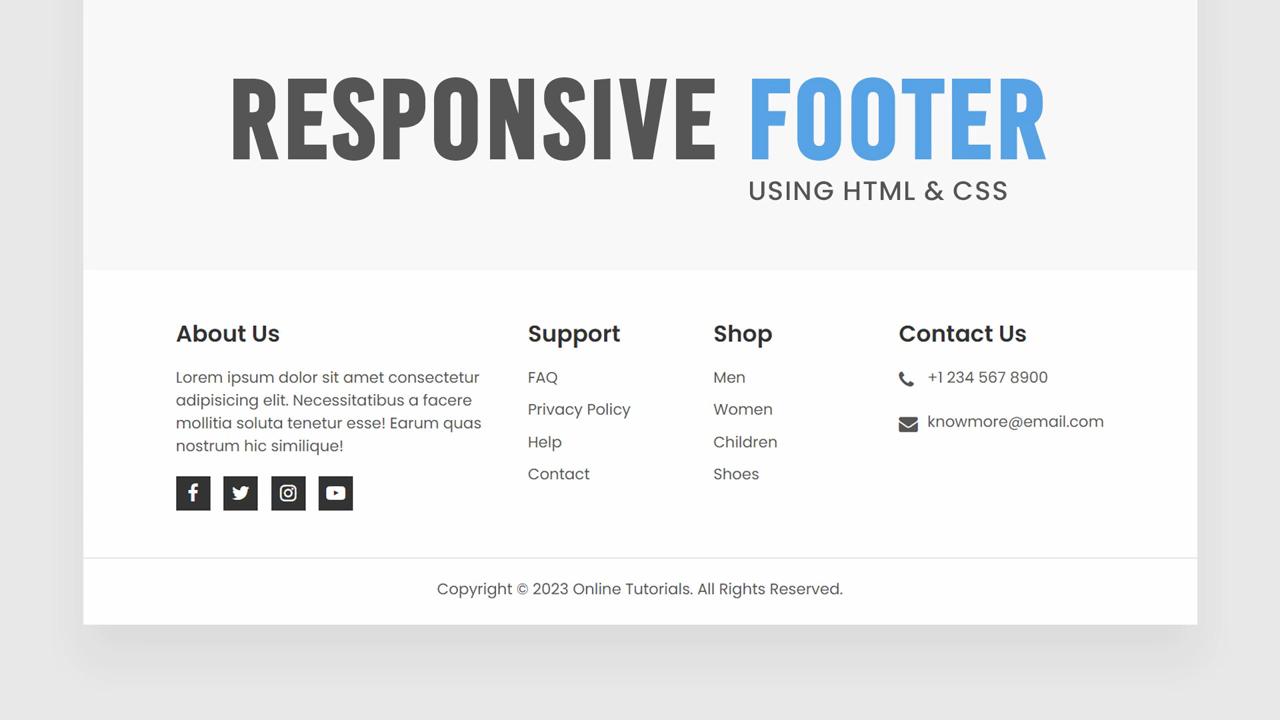 RESPONSIVE FOOTER
USING HTML & CSS
About Us
Lorem ipsum dolor sit amet consectetur
adipisicing elit. Necessitatibus a facere
mollitia soluta tenetur esse! Earum quas
nostrum hic similique!
Support
FAQ
Privacy Policy
Help
Contact
Shop
Men
Women
Children
Shoes
Contact Us
+1 234 567 8900
knowmore@email.com
Copyright © 2023 Online Tutorials. All Rights Reserved.